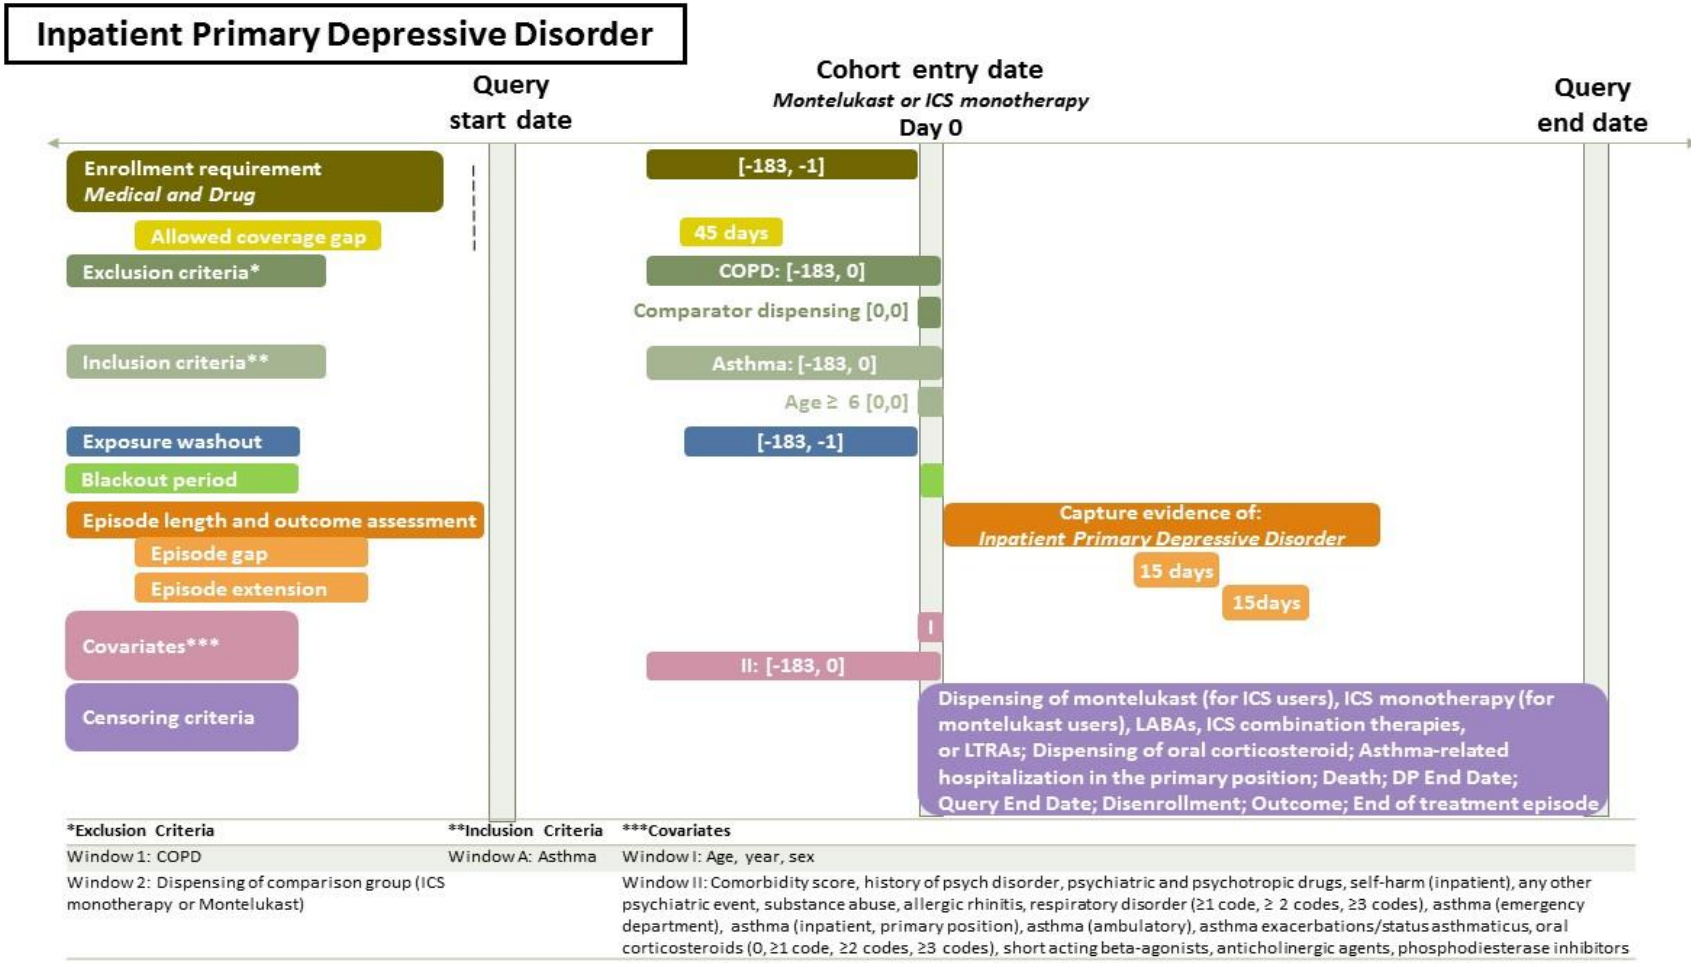 Inpatient Primary Depressive Disorder
Query
start date
Cohort entry date
Montelukast or ICS monotherapy
Day 0
Query
end date
Enrollment requirement
Medical and Drug
[-183, -1]
Allowed coverage gap
45 days
Exclusion criteria*
COPD: [-183, 0]
Comparator dispensing [0,0]
Inclusion criteria**
Asthma: [-183, 0]
Age ≥ 6 [0,0]
Exposure washout
[-183, -1]
Blackout period
Episode length and outcome assessment
Capture evidence of:
Inpatient Primary Depressive Disorder
Episode gap
15 days
Episode extension
15days
Covariates***
I
II: [-183, 0]
Censoring criteria
Dispensing of montelukast (for ICS users), ICS monotherapy (for
montelukast users), LABAs, ICS combination therapies,
or LTRAs; Dispensing of oral corticosteroid; Asthma-related
hospitalization in the primary position; Death; DP End Date;
Query End Date; Disenrollment; Outcome; End of treatment episode
*Exclusion Criteria
**Inclusion Criteria
***Covariates
Window 1: COPD
Window A: Asthma
Window I: Age, year, sex
Window 2: Dispensing of comparison group (ICS
monotherapy or Montelukast)
Window II: Comorbidity score, history of psych disorder, psychiatric and psychotropic drugs, self-harm (inpatient), any other
psychiatric event, substance abuse, allergic rhinitis, respiratory disorder (≥1 code, ≥ 2 codes, ≥3 codes), asthma (emergency
department), asthma (inpatient, primary position), asthma (ambulatory), asthma exacerbations/status asthmaticus, oral
corticosteroids (0, ≥1 code, ≥2 codes, ≥3 codes), short acting beta-agonists, anticholinergic agents, phosphodiesterase inhibitors